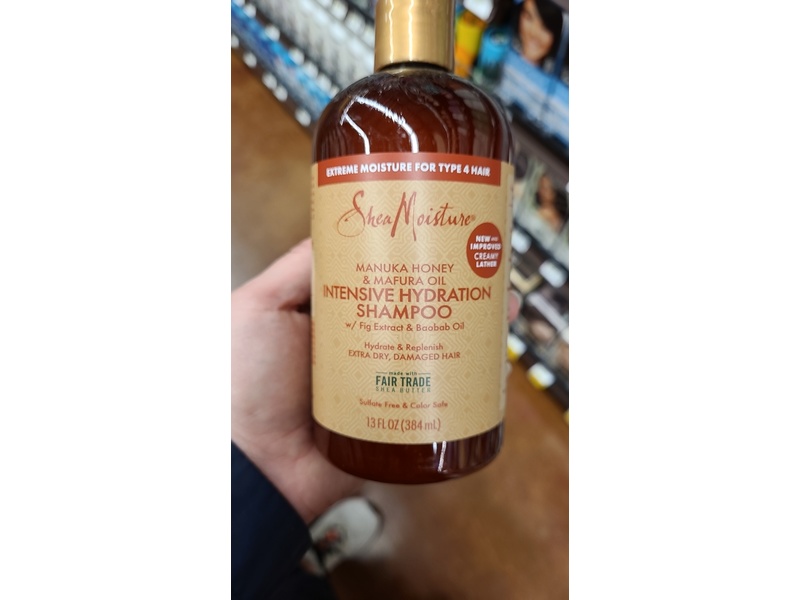 EXTREME MOISTURE FOR TYPE 4 HAIR
SheaMoisture®
NEW AND
IMPROVED
CREAMY
LATHER
MANUKA HONEY
& MAFURA OIL
INTENSIVE HYDRATION
SHAMPOO
w/ Fig Extract & Baobab Oil
Hydrate & Replenish
EXTRA DRY, DAMAGED HAIR
made with
FAIR TRADE
SHEA BUTTER
Sulfate Free & Color Safe
13 FL OZ (384 mL)